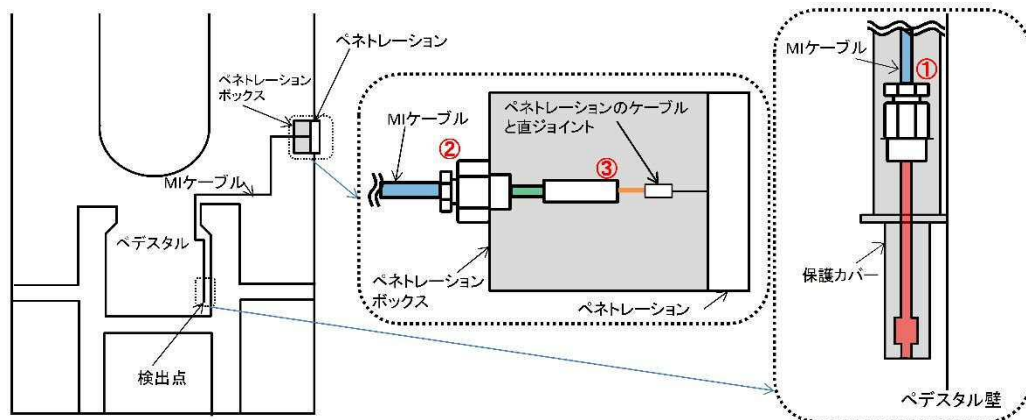 ペネトレーション
ペネトレーション
ボックス
MIケーブル
ペデスタル
検出点
MIケーブル
②
ペネトレーションのケーブル
と直ジョイント
③
ペネトレーション
ボックス
ペネトレーション
MIケーブル
①
保護カバー
ペデスタル壁